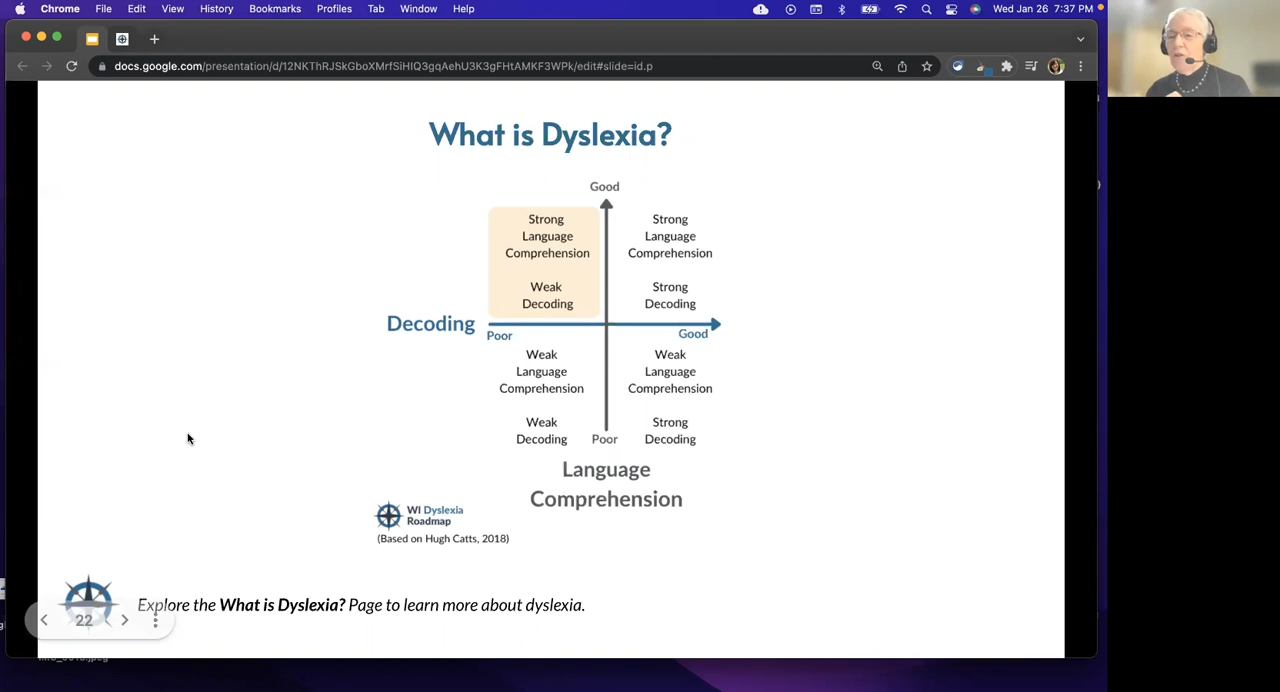 Chrome File Edit View History Bookmarks Profiles Tab Window Help Wed Jan 26 7:37 PM
docs.google.com/presentation/d/12NKThRJSkGboXMrfSiHIQ3gqAehU3K3gFHtAMKF3WPk/edit#slide=id.p
What is Dyslexia?
Good
Strong
Language
Comprehension
Weak
Decoding
Strong
Language
Comprehension
Strong
Decoding
Decoding
Poor
Good
Weak
Language
Comprehension
Weak
Decoding
Weak
Language
Comprehension
Strong
Decoding
Poor
Language
Comprehension
WI Dyslexia
Roadmap
(Based on Hugh Catts, 2018)
Explore the What is Dyslexia? Page to learn more about dyslexia.
22